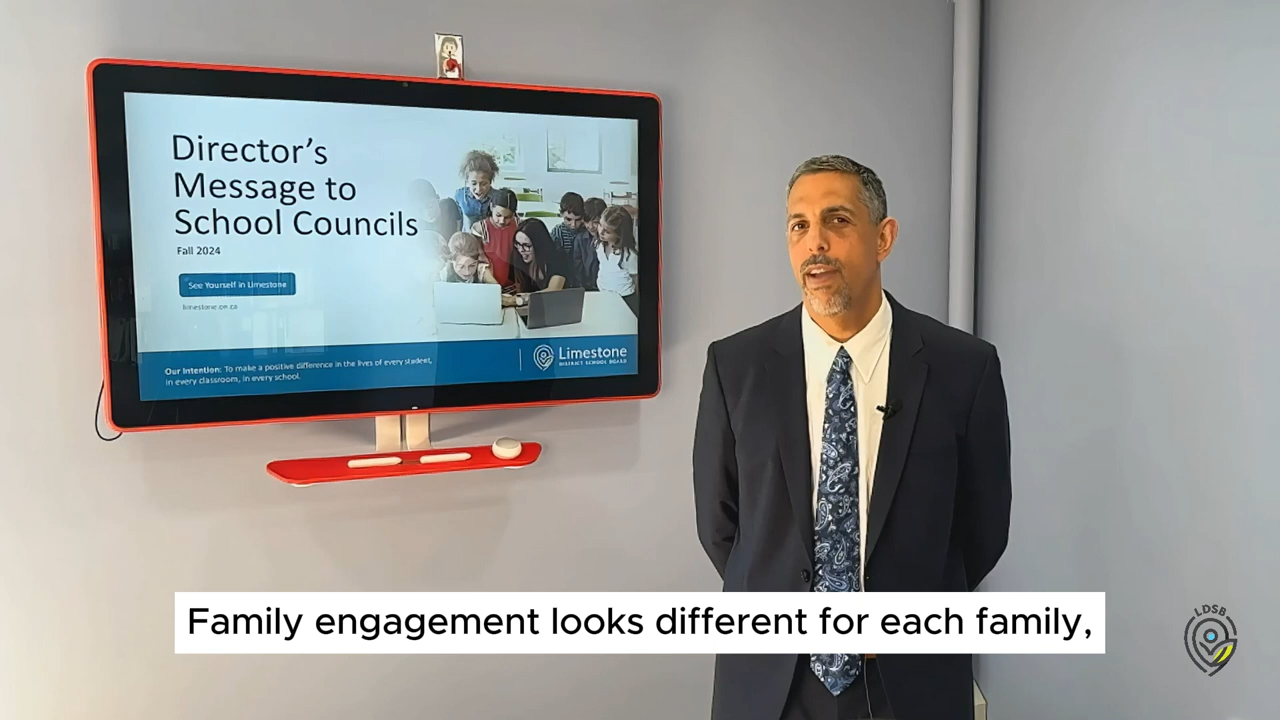 Director's
Message to
School Councils
Fall 2024
See Yourself in Limestone
limestone.on.ca
Our Intention: To make a positive difference in the lives of every student,
in every classroom, in every school.
Limestone
DISTRICT SCHOOL BOARD
Family engagement looks different for each family,
LDSB